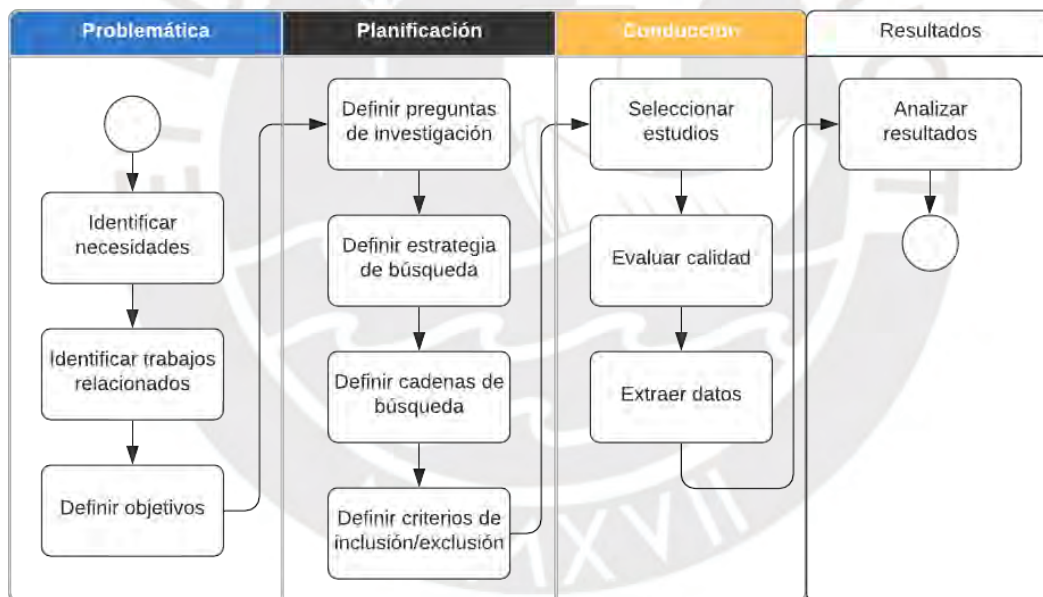 Problemática
Identificar
necesidades
Identificar trabajos
relacionados
Definir objetivos
Planificación
Definir preguntas
de investigación
Definir estrategia
de búsqueda
Definir cadenas de
búsqueda
Definir criterios de
inclusión/exclusión
Conducción
Seleccionar
estudios
Evaluar calidad
Extraer datos
Resultados
Analizar
resultados
MXVII